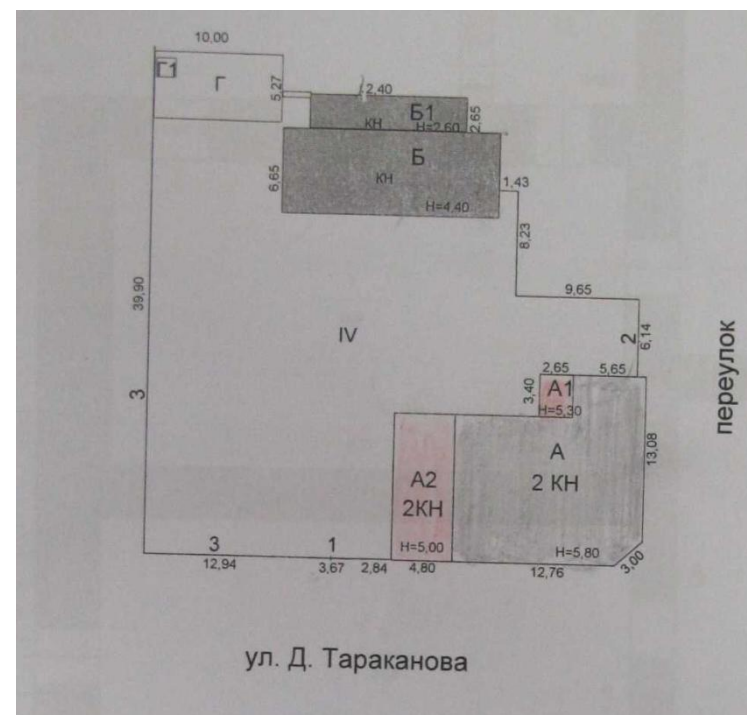 10,00
Г1
Г
5,27
2,40
Б1
КН
H=2,60
2,65
Б
КН
6,65
H=4,40
1,43
8,23
9,65
39,90
IV
2
6,14
переулок
3
2,65
5,65
3,40
А1
H=5,30
А
2 КН
13,08
А2
2КН
H=5,00
H=5,80
3
1
12,94
3,67
2,84
4,80
12,76
3,00
ул. Д. Тараканова